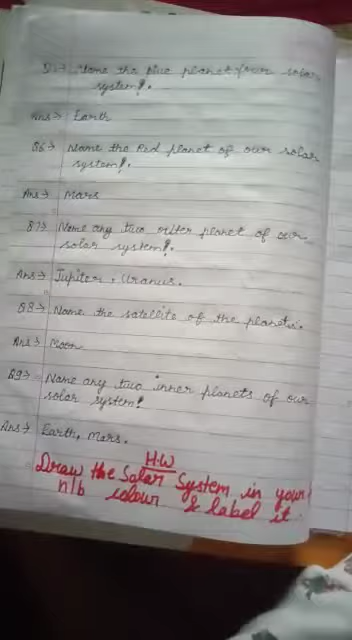 Q5→ Name the blue planet of our solar
system?.
Ans→ Earth
Q6→ Name the Red planet of our solar
system?.
Ans→ Mars
Q7→ Name any two outer planet of our
solar system?.
Ans→ Jupiter, Uranus.
Q8→ Name the satellite of the planets.
Ans→ Moon
Q9→ Name any two inner planets of our
solar system?
Ans→ Earth, Mars.
H.W
Draw the Solar System in your
n/b colour & label it.